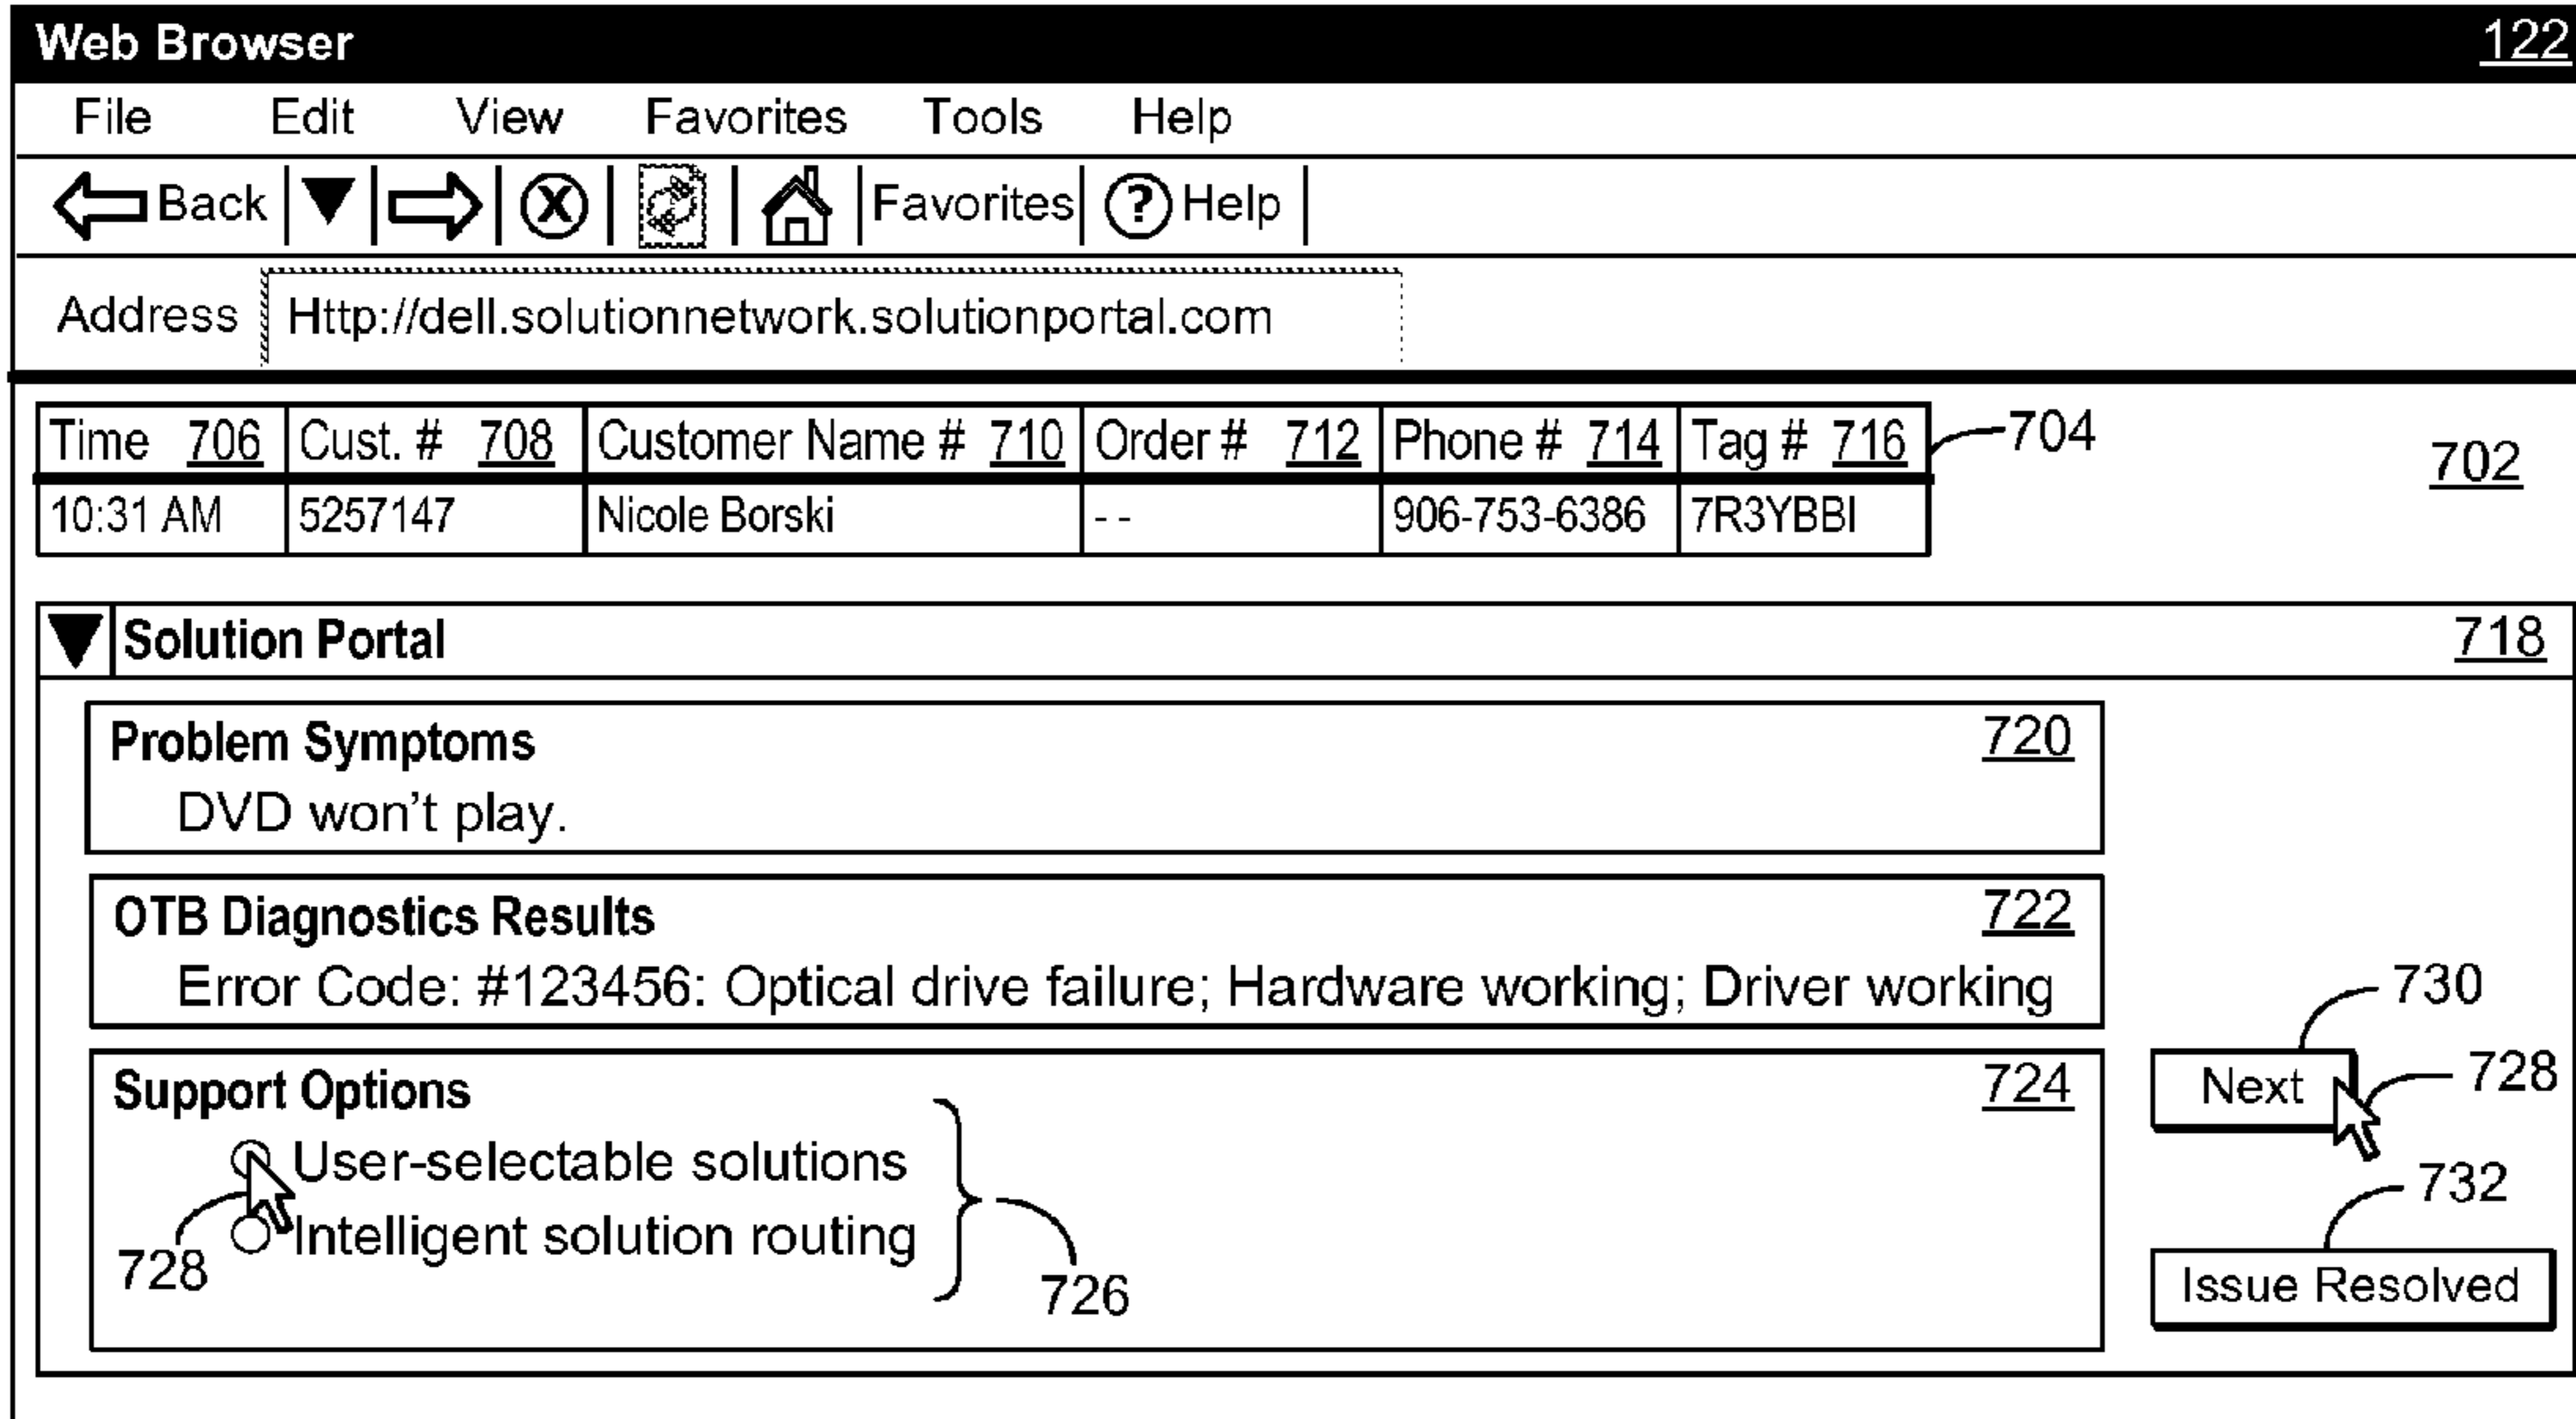 Web Browser 122
File Edit View Favorites Tools Help
Back X Favorites ? Help
Address Http://dell.solutionnetwork.solutionportal.com
Time 706 Cust. # 708 Customer Name # 710 Order # 712 Phone # 714 Tag # 716 704
702
10:31 AM 5257147 Nicole Borski - - 906-753-6386 7R3YBBI
Solution Portal 718
Problem Symptoms 720
DVD won't play.
OTB Diagnostics Results 722
Error Code: #123456: Optical drive failure; Hardware working; Driver working
730
Support Options 724
Next 728
User-selectable solutions
732
Intelligent solution routing
728 726
Issue Resolved